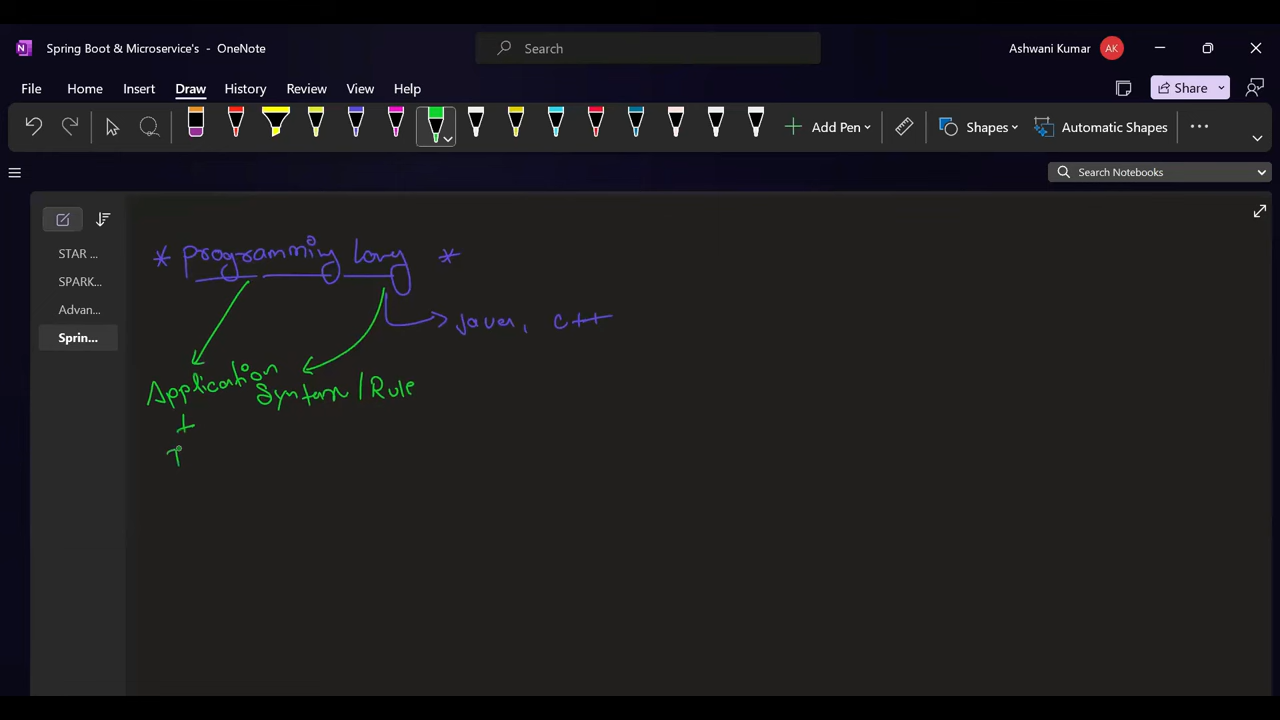 Spring Boot & Microservice's - OneNote
Search
Ashwani Kumar
AK
File Home Insert Draw History Review View Help
Share
Add Pen
Shapes
Automatic Shapes
Search Notebooks
STAR ...
SPARK...
Advan...
Sprin...
* programming lang *
java, c++
Application
Syntax / Rule
+
T